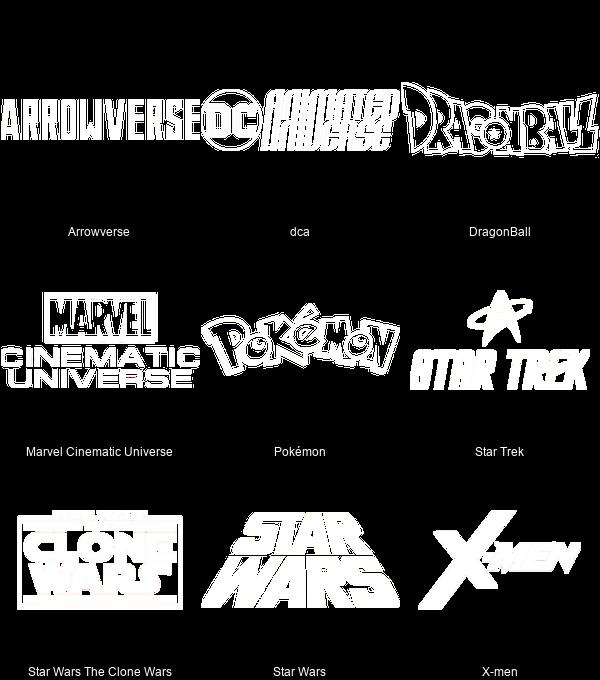 ARROWVERSE
DC ANIMATED UNIVERSE
DRAGONBALL
Arrowverse
dca
DragonBall
MARVEL
CINEMATIC
UNIVERSE
POKéMON
STAR TREK
Marvel Cinematic Universe
Pokémon
Star Trek
CLONE
WARS
STAR
WARS
X-MEN
Star Wars The Clone Wars
Star Wars
X-men